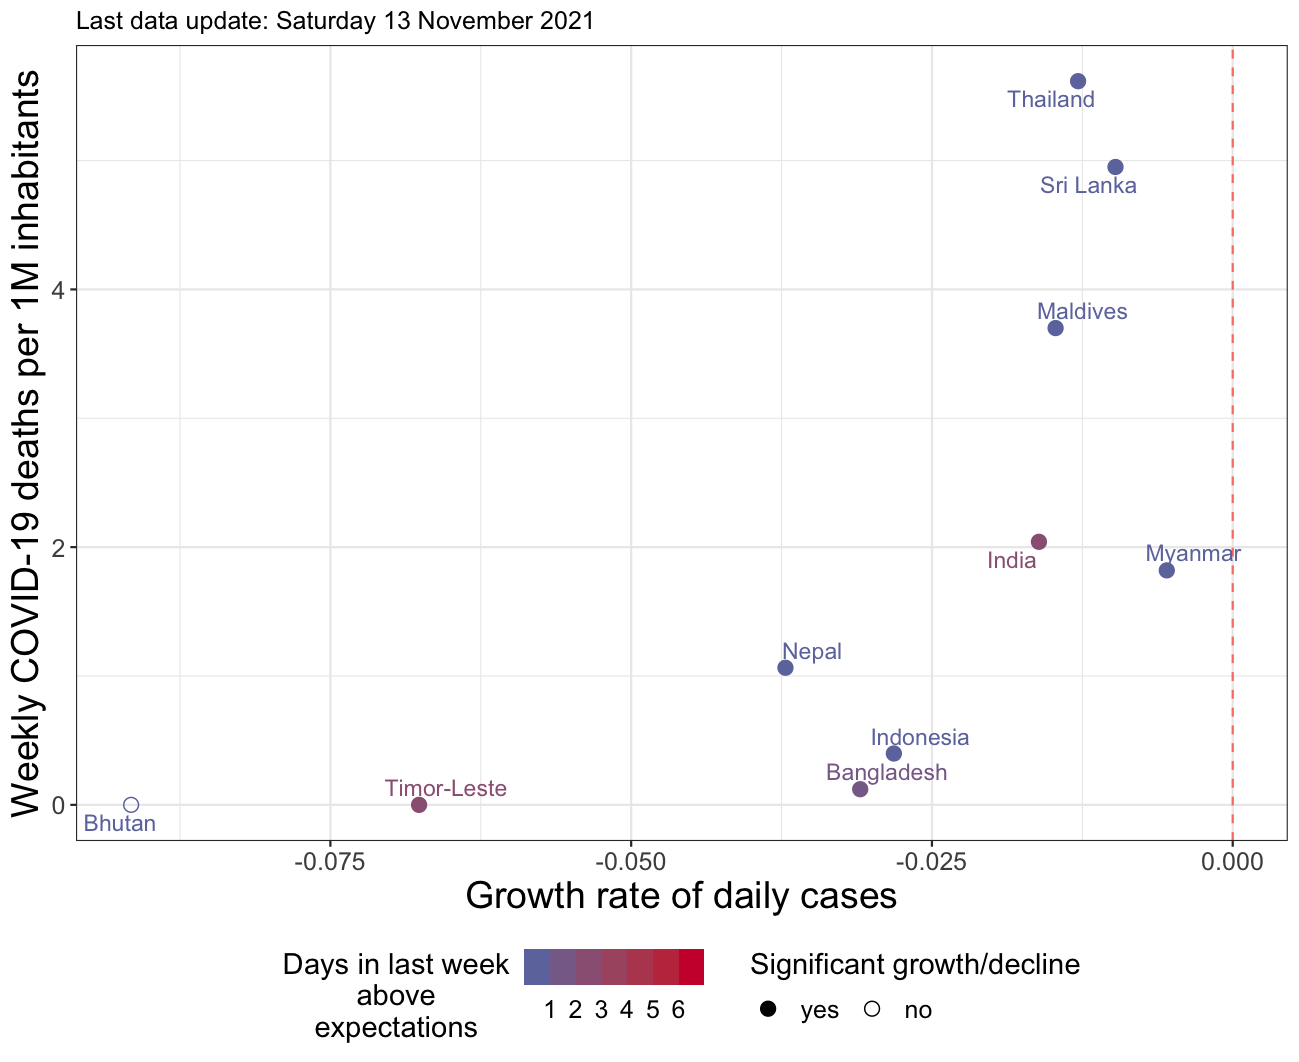 Last data update: Saturday 13 November 2021
Weekly COVID-19 deaths per 1M inhabitants
4
2
0
Thailand
Sri Lanka
Maldives
India
Myanmar
Nepal
Indonesia
Bangladesh
Timor-Leste
Bhutan
-0.075 -0.050 -0.025 0.000
Growth rate of daily cases
Days in last week
above
expectations
1 2 3 4 5 6
Significant growth/decline
yes no